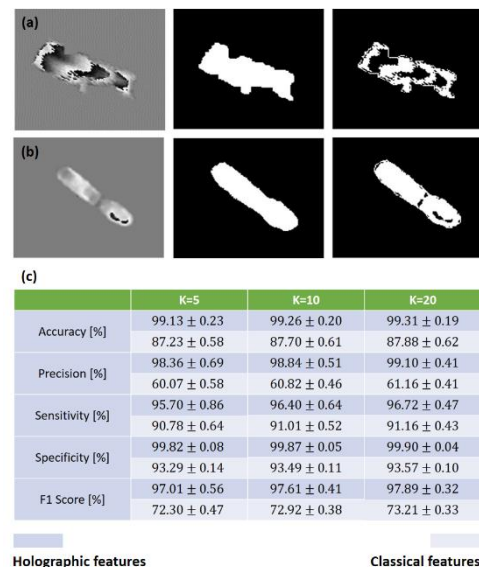 (a)
(b)
(c)
K=5 K=10 K=20
Accuracy [%]
99.13 ± 0.23 99.26 ± 0.20 99.31 ± 0.19
87.23 ± 0.58 87.70 ± 0.61 87.88 ± 0.62
Precision [%]
98.36 ± 0.69 98.84 ± 0.51 99.10 ± 0.41
60.07 ± 0.58 60.82 ± 0.46 61.16 ± 0.41
Sensitivity [%]
95.70 ± 0.86 96.40 ± 0.64 96.72 ± 0.47
90.78 ± 0.64 91.01 ± 0.52 91.16 ± 0.43
Specificity [%]
99.82 ± 0.08 99.87 ± 0.05 99.90 ± 0.04
93.29 ± 0.14 93.49 ± 0.11 93.57 ± 0.10
F1 Score [%]
97.01 ± 0.56 97.61 ± 0.41 97.89 ± 0.32
72.30 ± 0.47 72.92 ± 0.38 73.21 ± 0.33
Holographic features Classical features